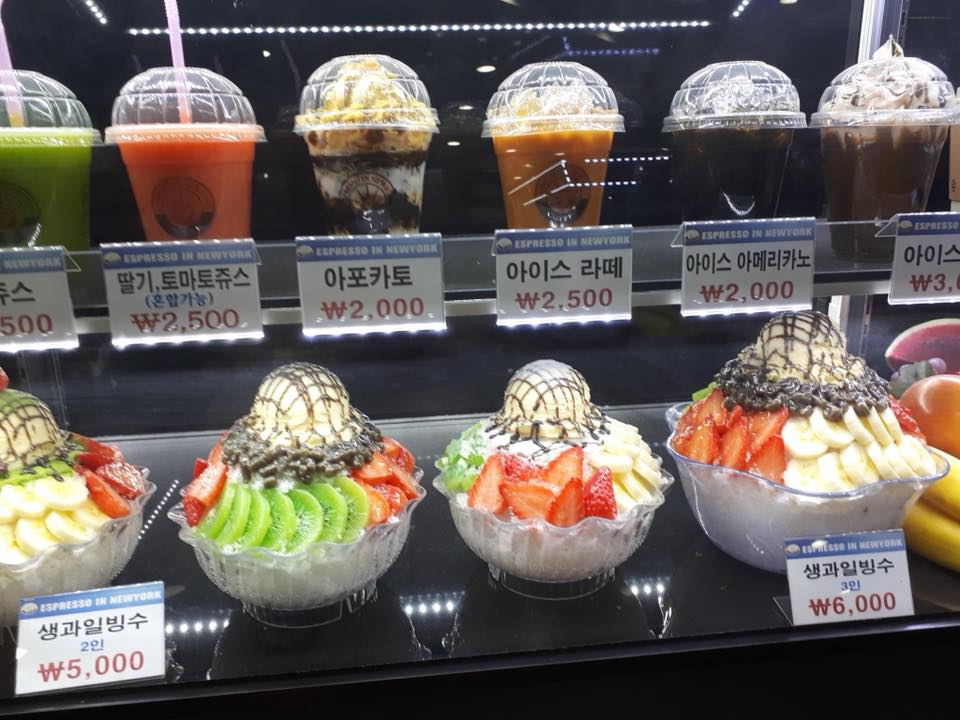 NEWYORK
쥬스
500
ESPRESSO IN NEWYORK
딸기,토마토쥬스
(혼합가능)
₩2,500
ESPRESSO IN NEWYORK
아포카토
₩2,000
ESPRESSO IN NEWYORK
아이스 라떼
₩2,500
ESPRESSO IN NEWYORK
아이스 아메리카노
₩2,000
ESPRESSO IN
아이스
₩3,0
ESPRESSO IN NEWYORK
생과일빙수
2인
₩5,000
ESPRESSO IN NEWYORK
생과일빙수
3인
₩6,000